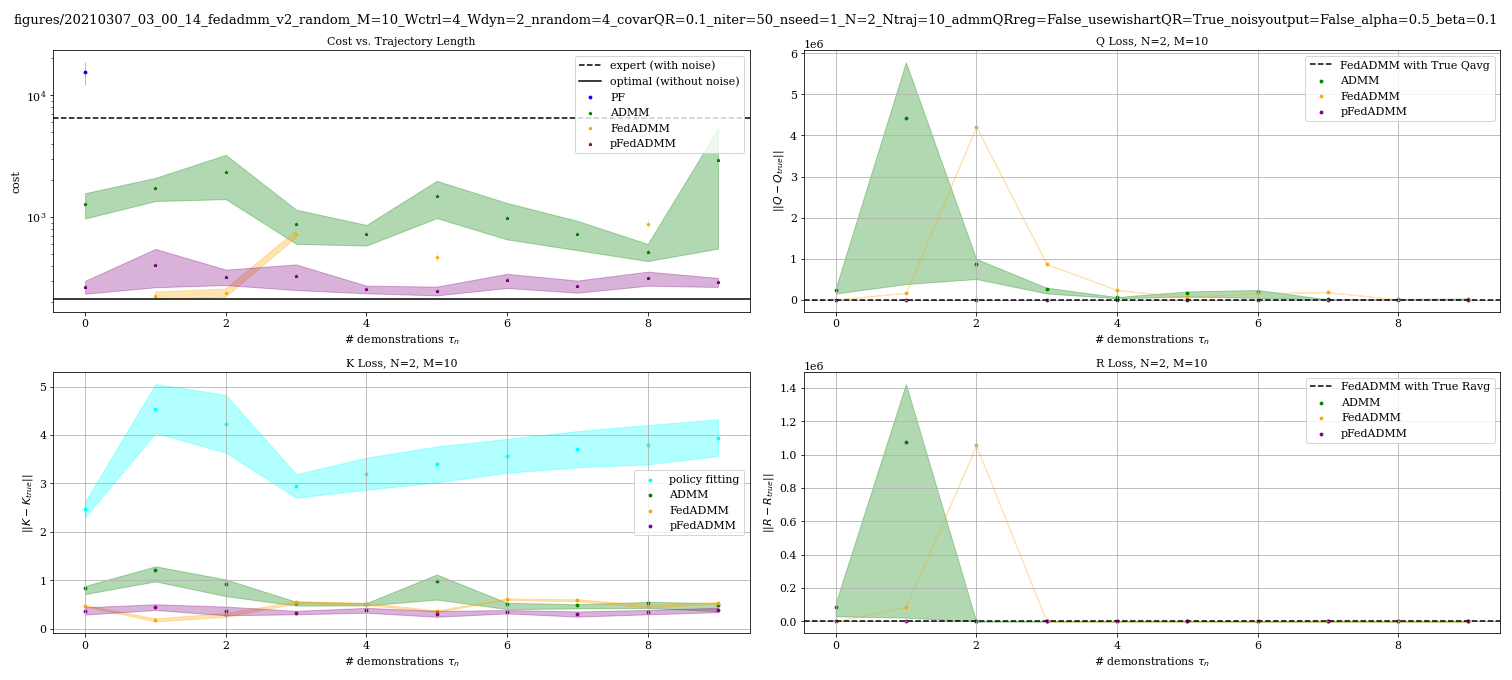 figures/20210307_03_00_14_fedadmm_v2_random_M=10_Wctrl=4_Wdyn=2_nrandom=4_covarQR=0.1_niter=50_nseed=1_N=2_Ntraj=10_admmQRreg=False_usewishartQR=True_noisyoutput=False_alpha=0.5_beta=0.1
Cost vs. Trajectory Length
cost
10^4
10^3
expert (with noise)
optimal (without noise)
PF
ADMM
FedADMM
pFedADMM
0 2 4 6 8
# demonstrations τ_n
Q Loss, N=2, M=10
1e6
||Q − Q_true||
6
5
4
3
2
1
0
FedADMM with True Qavg
ADMM
FedADMM
pFedADMM
0 2 4 6 8
# demonstrations τ_n
K Loss, N=2, M=10
||K − K_true||
5
4
3
2
1
0
policy fitting
ADMM
FedADMM
pFedADMM
0 2 4 6 8
# demonstrations τ_n
R Loss, N=2, M=10
1e6
||R − R_true||
1.4
1.2
1.0
0.8
0.6
0.4
0.2
0.0
FedADMM with True Ravg
ADMM
FedADMM
pFedADMM
0 2 4 6 8
# demonstrations τ_n